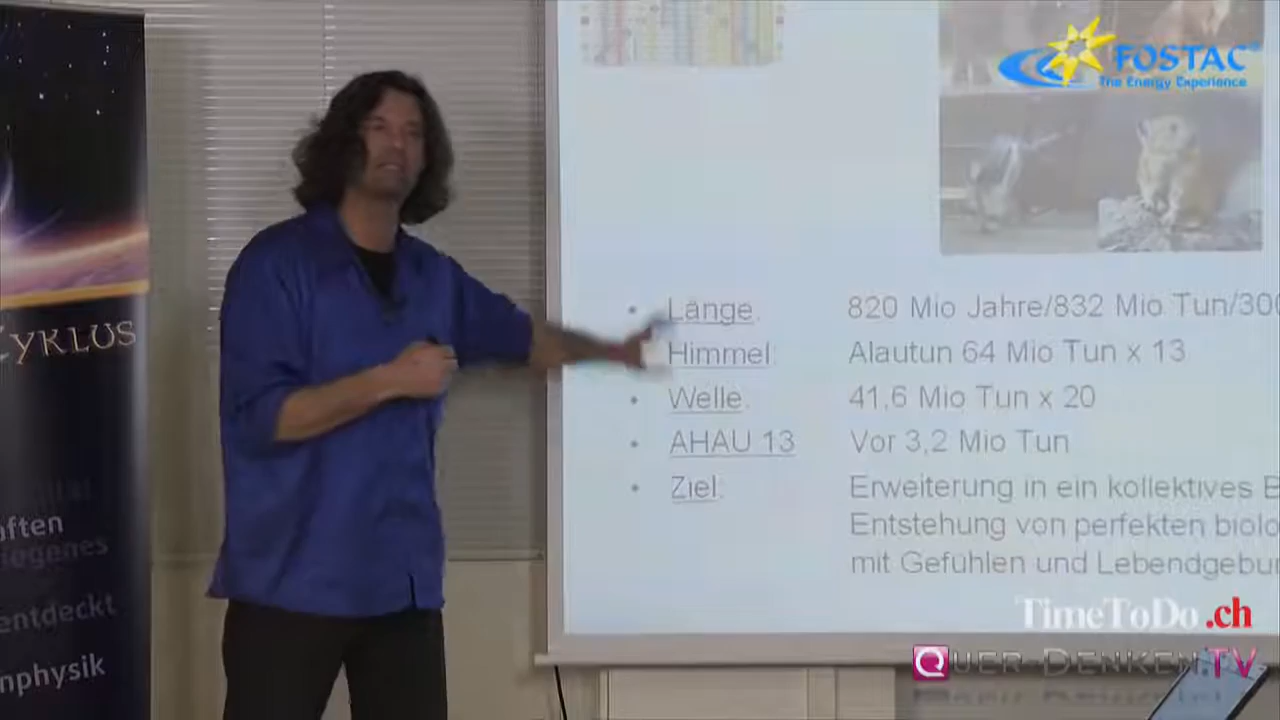 FOSTAC
The Energy Experience
ZYKLUS
Länge: 820 Mio Jahre/832 Mio Tun/300
Himmel: Alautun 64 Mio Tun x 13
Welle: 41,6 Mio Tun x 20
AHAU 13 Vor 3,2 Mio Tun
Ziel: Erweiterung in ein kollektives B
Entstehung von perfekten biolo
mit Gefühlen und Lebendgebur
aften
iogenes
entdeckt
nphysik
TimeToDo.ch
QUER-DENKEN.TV